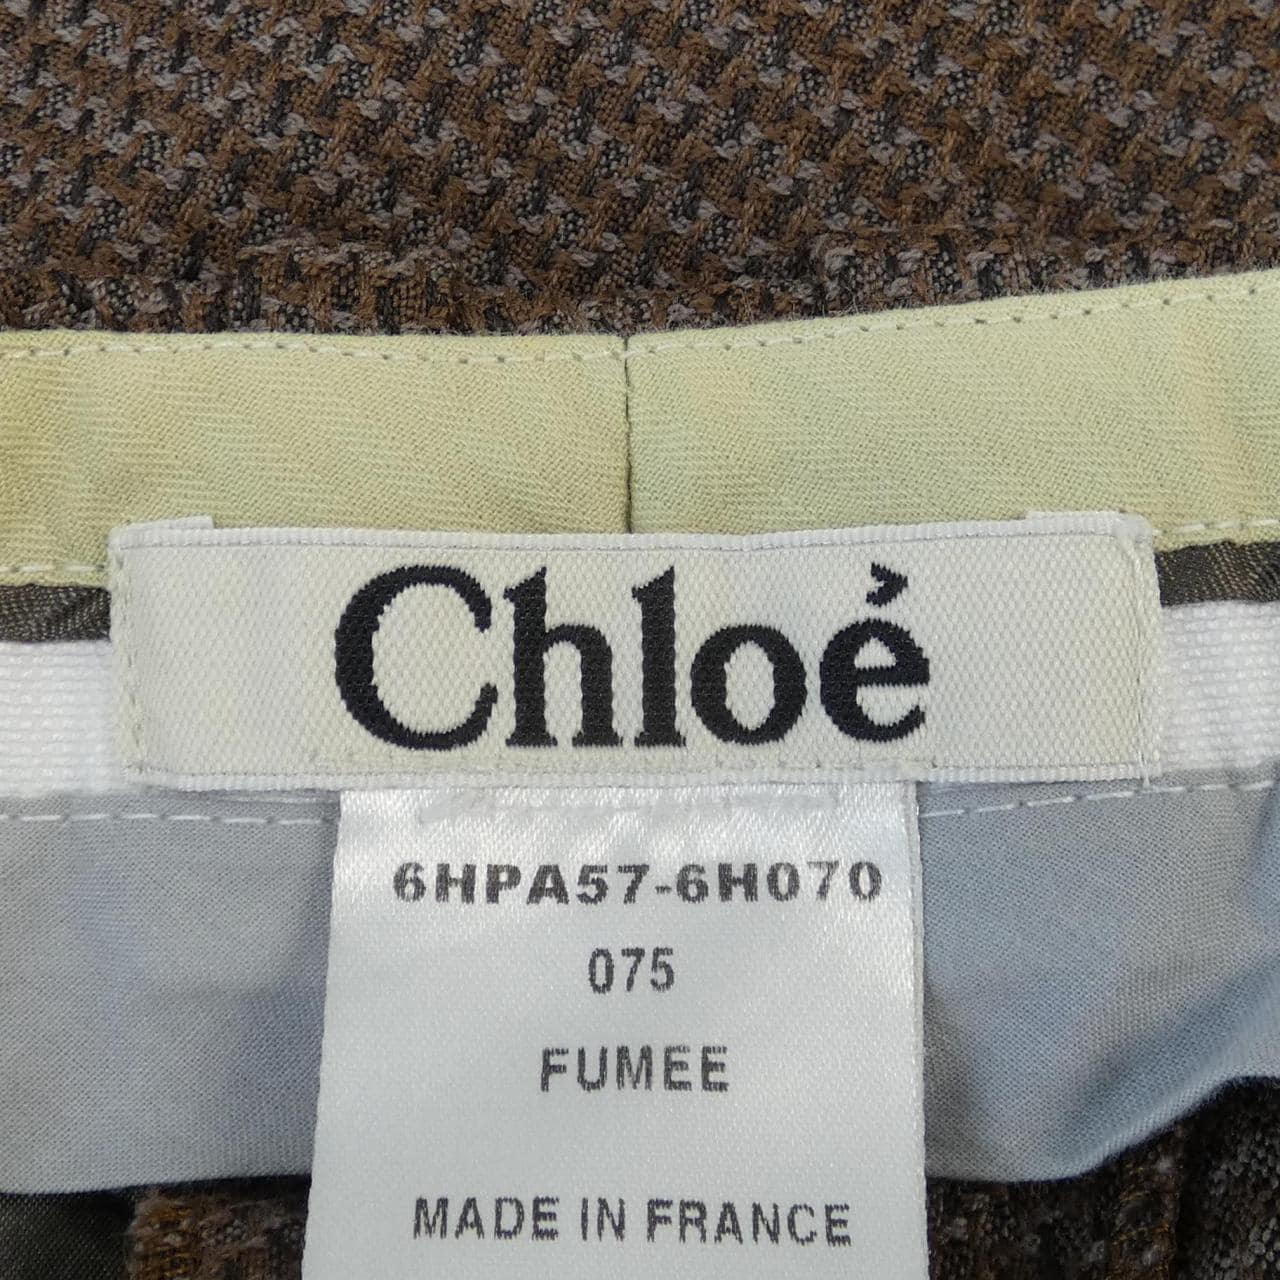 Chloé
6HPA57-6H070
075
FUMEE
MADE IN FRANCE